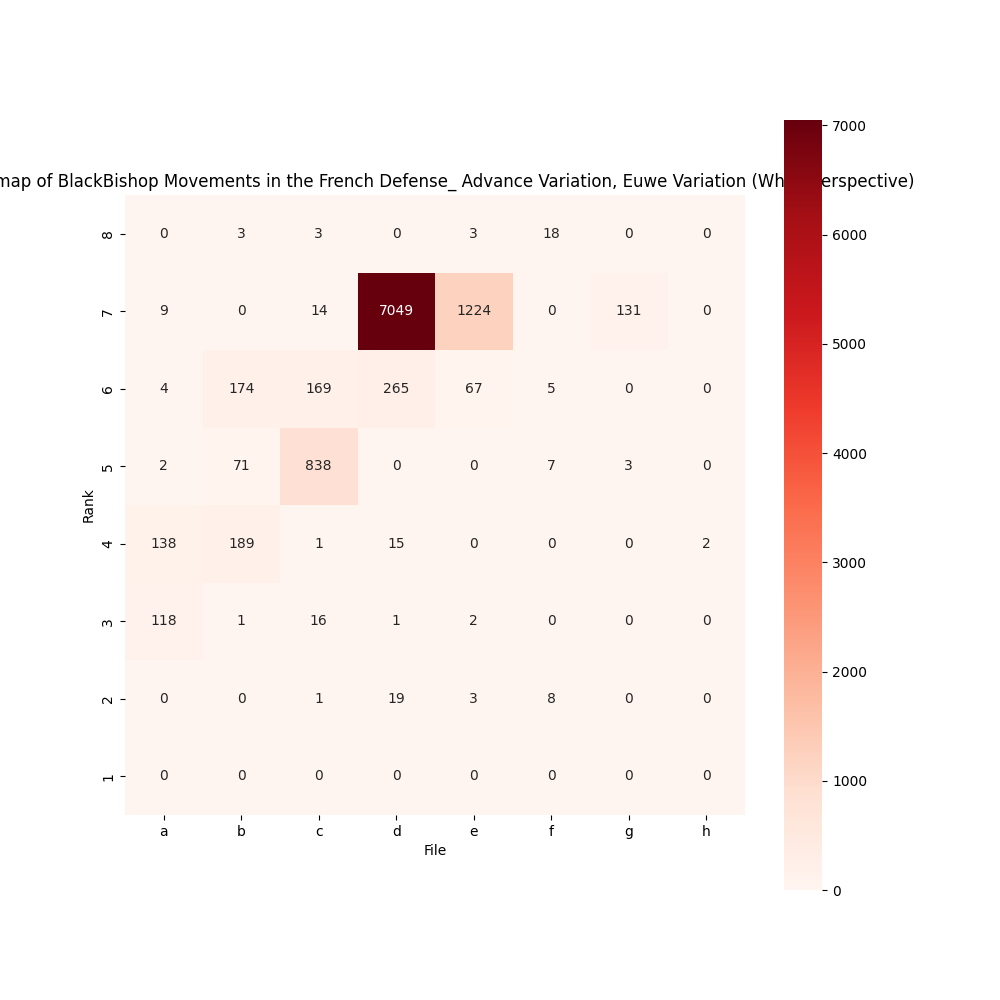 map of BlackBishop Movements in the French Defense_ Advance Variation, Euwe Variation (Wh erspective)
8 0 3 3 0 3 18 0 0
7 9 0 14 7049 1224 0 131 0
6 4 174 169 265 67 5 0 0
5 2 71 838 0 0 7 3 0
Rank
4 138 189 1 15 0 0 0 2
3 118 1 16 1 2 0 0 0
2 0 0 1 19 3 8 0 0
1 0 0 0 0 0 0 0 0
a b c d e f g h
File
7000
6000
5000
4000
3000
2000
1000
0